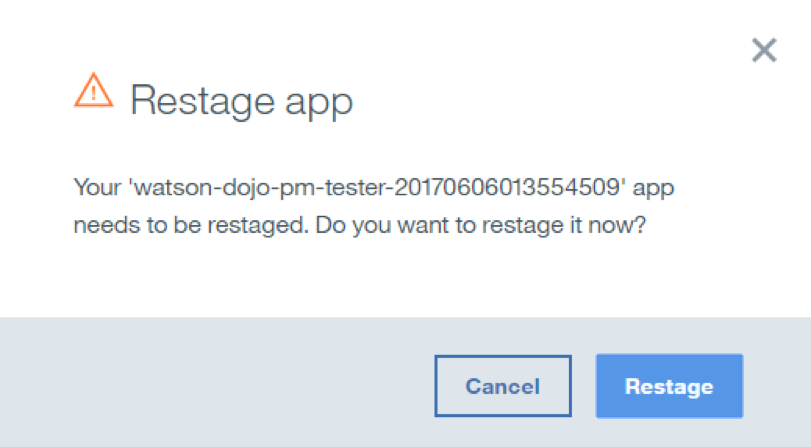 Restage app
Your 'watson-dojo-pm-tester-20170606013554509' app
needs to be restaged. Do you want to restage it now?
Cancel
Restage